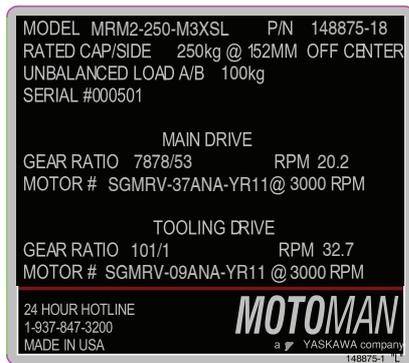 MODEL MRM2-250-M3XSL P/N 148875-18
RATED CAP/SIDE 250kg @ 152MM OFF CENTER
UNBALANCED LOAD A/B 100kg
SERIAL #000501
MAIN DRIVE
GEAR RATIO 7878/53 RPM 20.2
MOTOR # SGMRV-37ANA-YR11@ 3000 RPM
TOOLING DRIVE
GEAR RATIO 101/1 RPM 32.7
MOTOR # SGMRV-09ANA-YR11 @ 3000 RPM
24 HOUR HOTLINE
1-937-847-3200
MADE IN USA
MOTOMAN
a YASKAWA company
148875-1 "L"